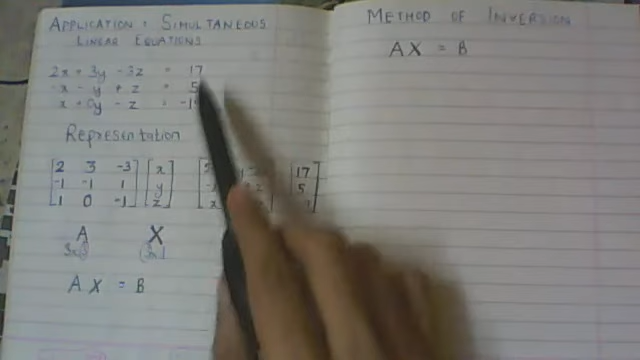 APPLICATION : SIMULTANEOUS
LINEAR EQUATIONS
2x + 3y - 3z = 17
-x - y + z = 5
x + 0y - z =
Representation
[2 3 -3] [x] [17]
[-1 -1 1] [y] [5]
[1 0 -1] [z]
A X
AX = B
METHOD OF INVERSION
AX = B